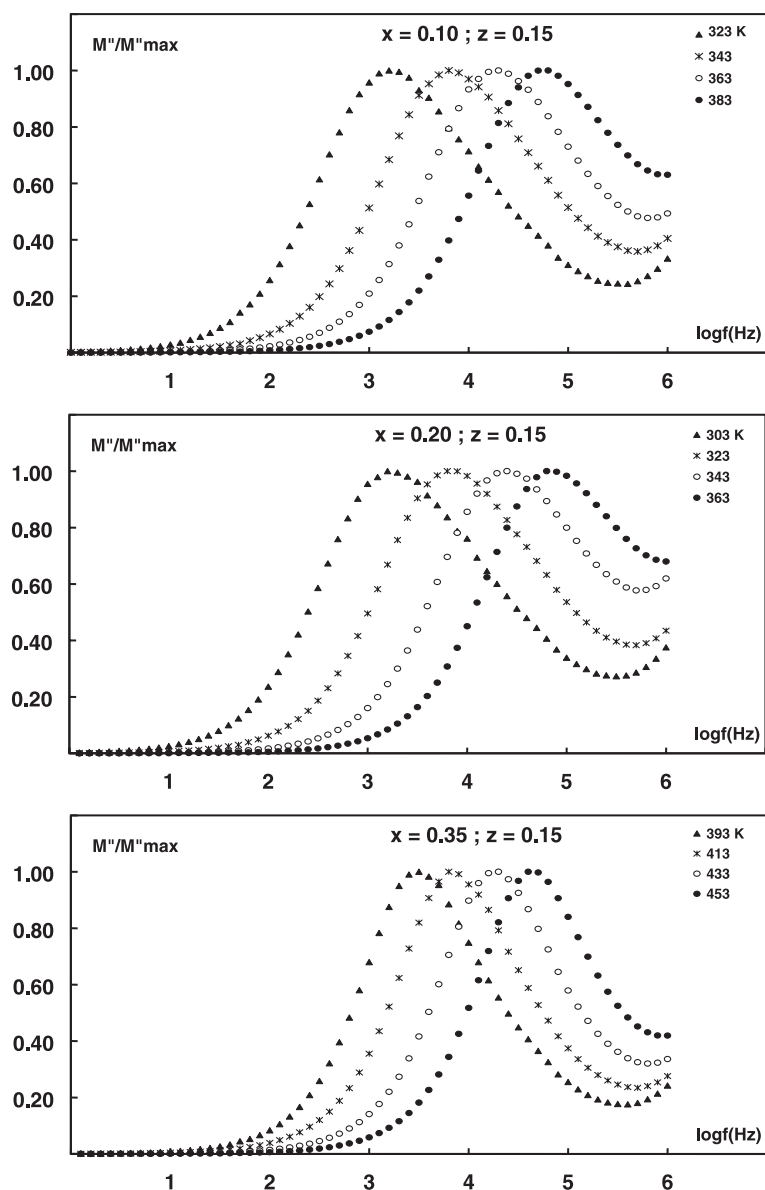 M"/M"max
x = 0.10 ; z = 0.15
323 K
343
363
383
1.00
0.80
0.60
0.40
0.20
logf(Hz)
1 2 3 4 5 6
M"/M"max
x = 0.20 ; z = 0.15
303 K
323
343
363
1.00
0.80
0.60
0.40
0.20
logf(Hz)
1 2 3 4 5 6
M"/M"max
x = 0.35 ; z = 0.15
393 K
413
433
453
1.00
0.80
0.60
0.40
0.20
logf(Hz)
1 2 3 4 5 6